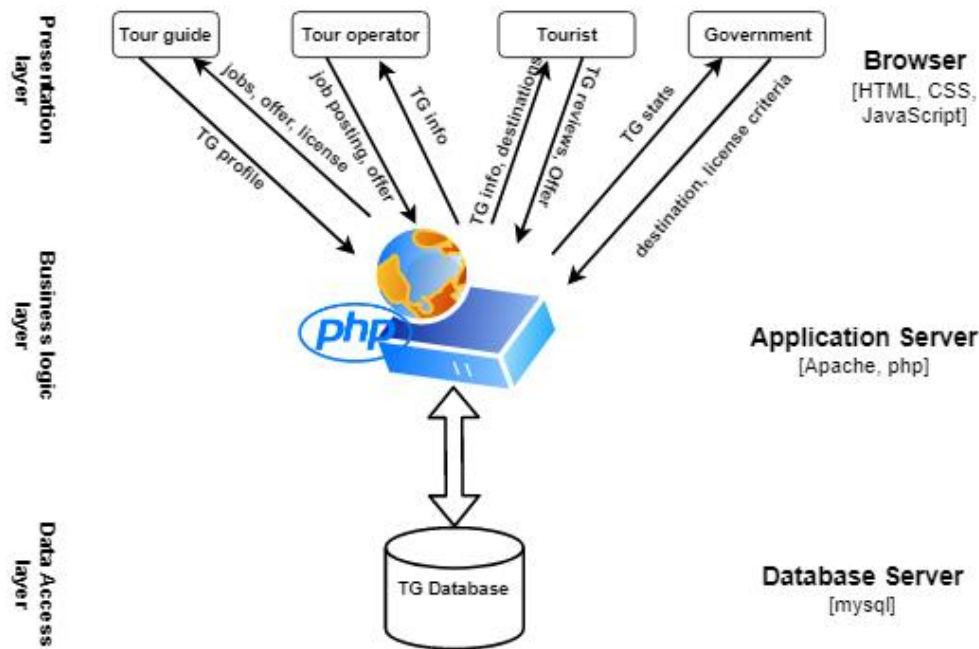 Tour guide
Tour operator
Tourist
Government
Presentation
layer
Browser
[HTML, CSS,
JavaScript]
TG profile
jobs, offer, license
job posting, offer
TG info
TG info, destinations
TG reviews, Offer
TG stats
destination, license criteria
Business logic
layer
php
Application Server
[Apache, php]
Data Access
layer
TG Database
Database Server
[mysql]